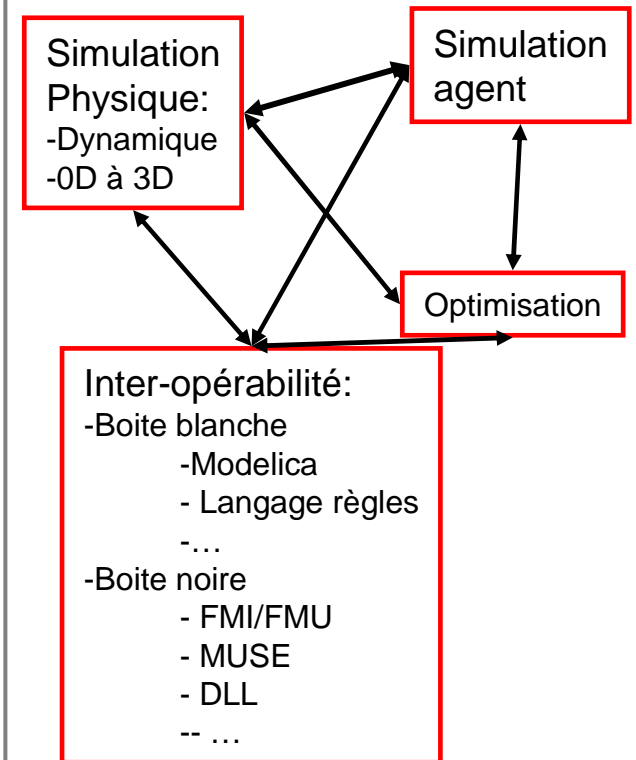 Simulation
Physique:
-Dynamique
-0D à 3D
Simulation
agent
Optimisation
Inter-opérabilité:
-Boite blanche
-Modelica
- Langage règles
-…
-Boite noire
- FMI/FMU
- MUSE
- DLL
-- …